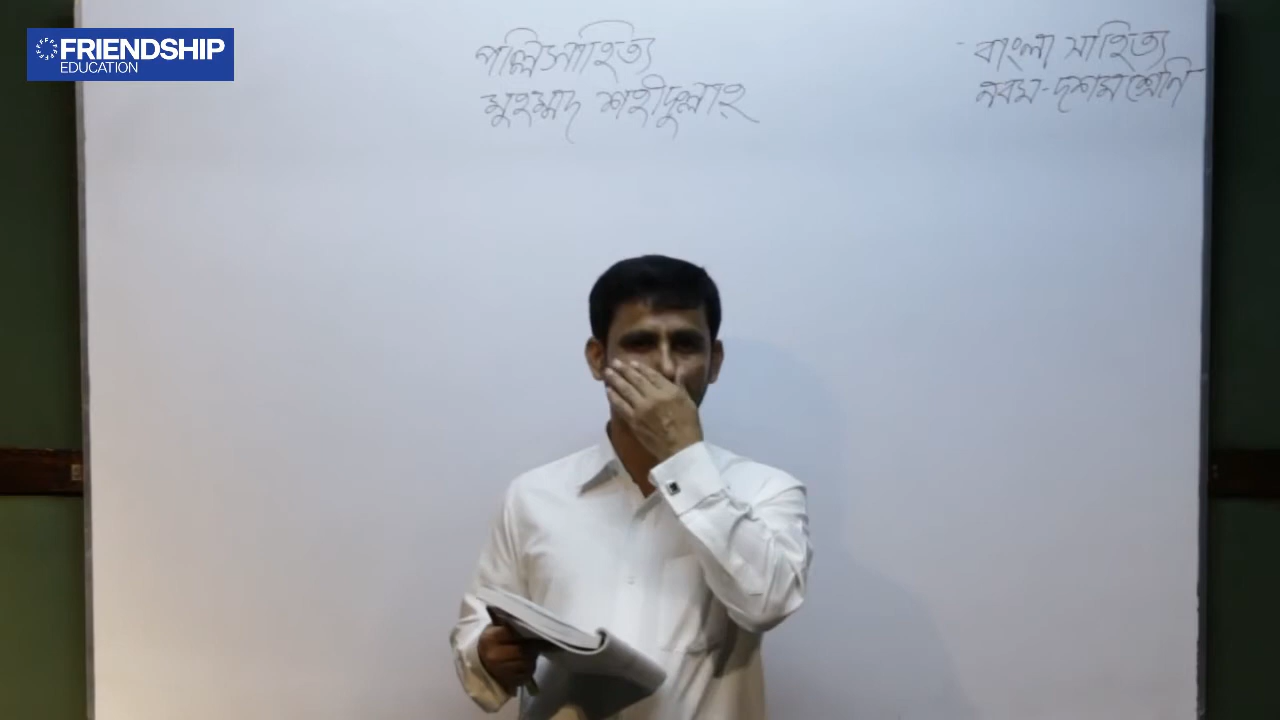 FRIENDSHIP
EDUCATION
পল্লিসাহিত্য
মুহম্মদ শহীদুল্লাহ্
বাংলা সাহিত্য
নবম-দশম শ্রেণি